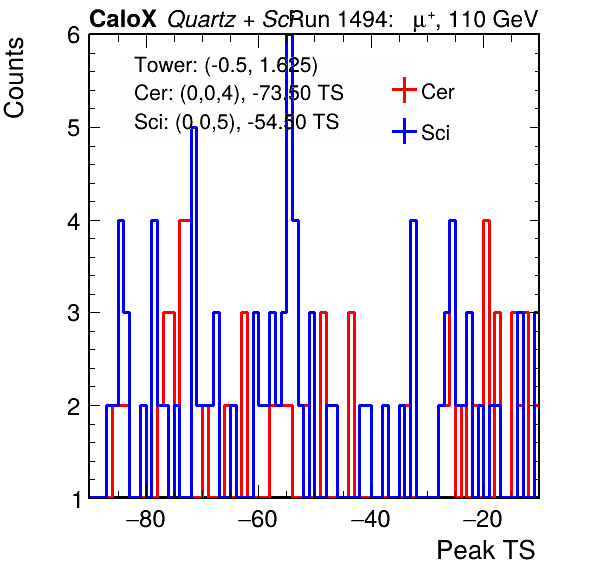 CaloX Quartz + Sci Run 1494: μ+, 110 GeV
Counts
Tower: (-0.5, 1.625)
Cer: (0,0,4), -73.50 TS
Sci: (0,0,5), -54.50 TS
Cer
Sci
6
5
4
3
2
1
−80 −60 −40 −20
Peak TS